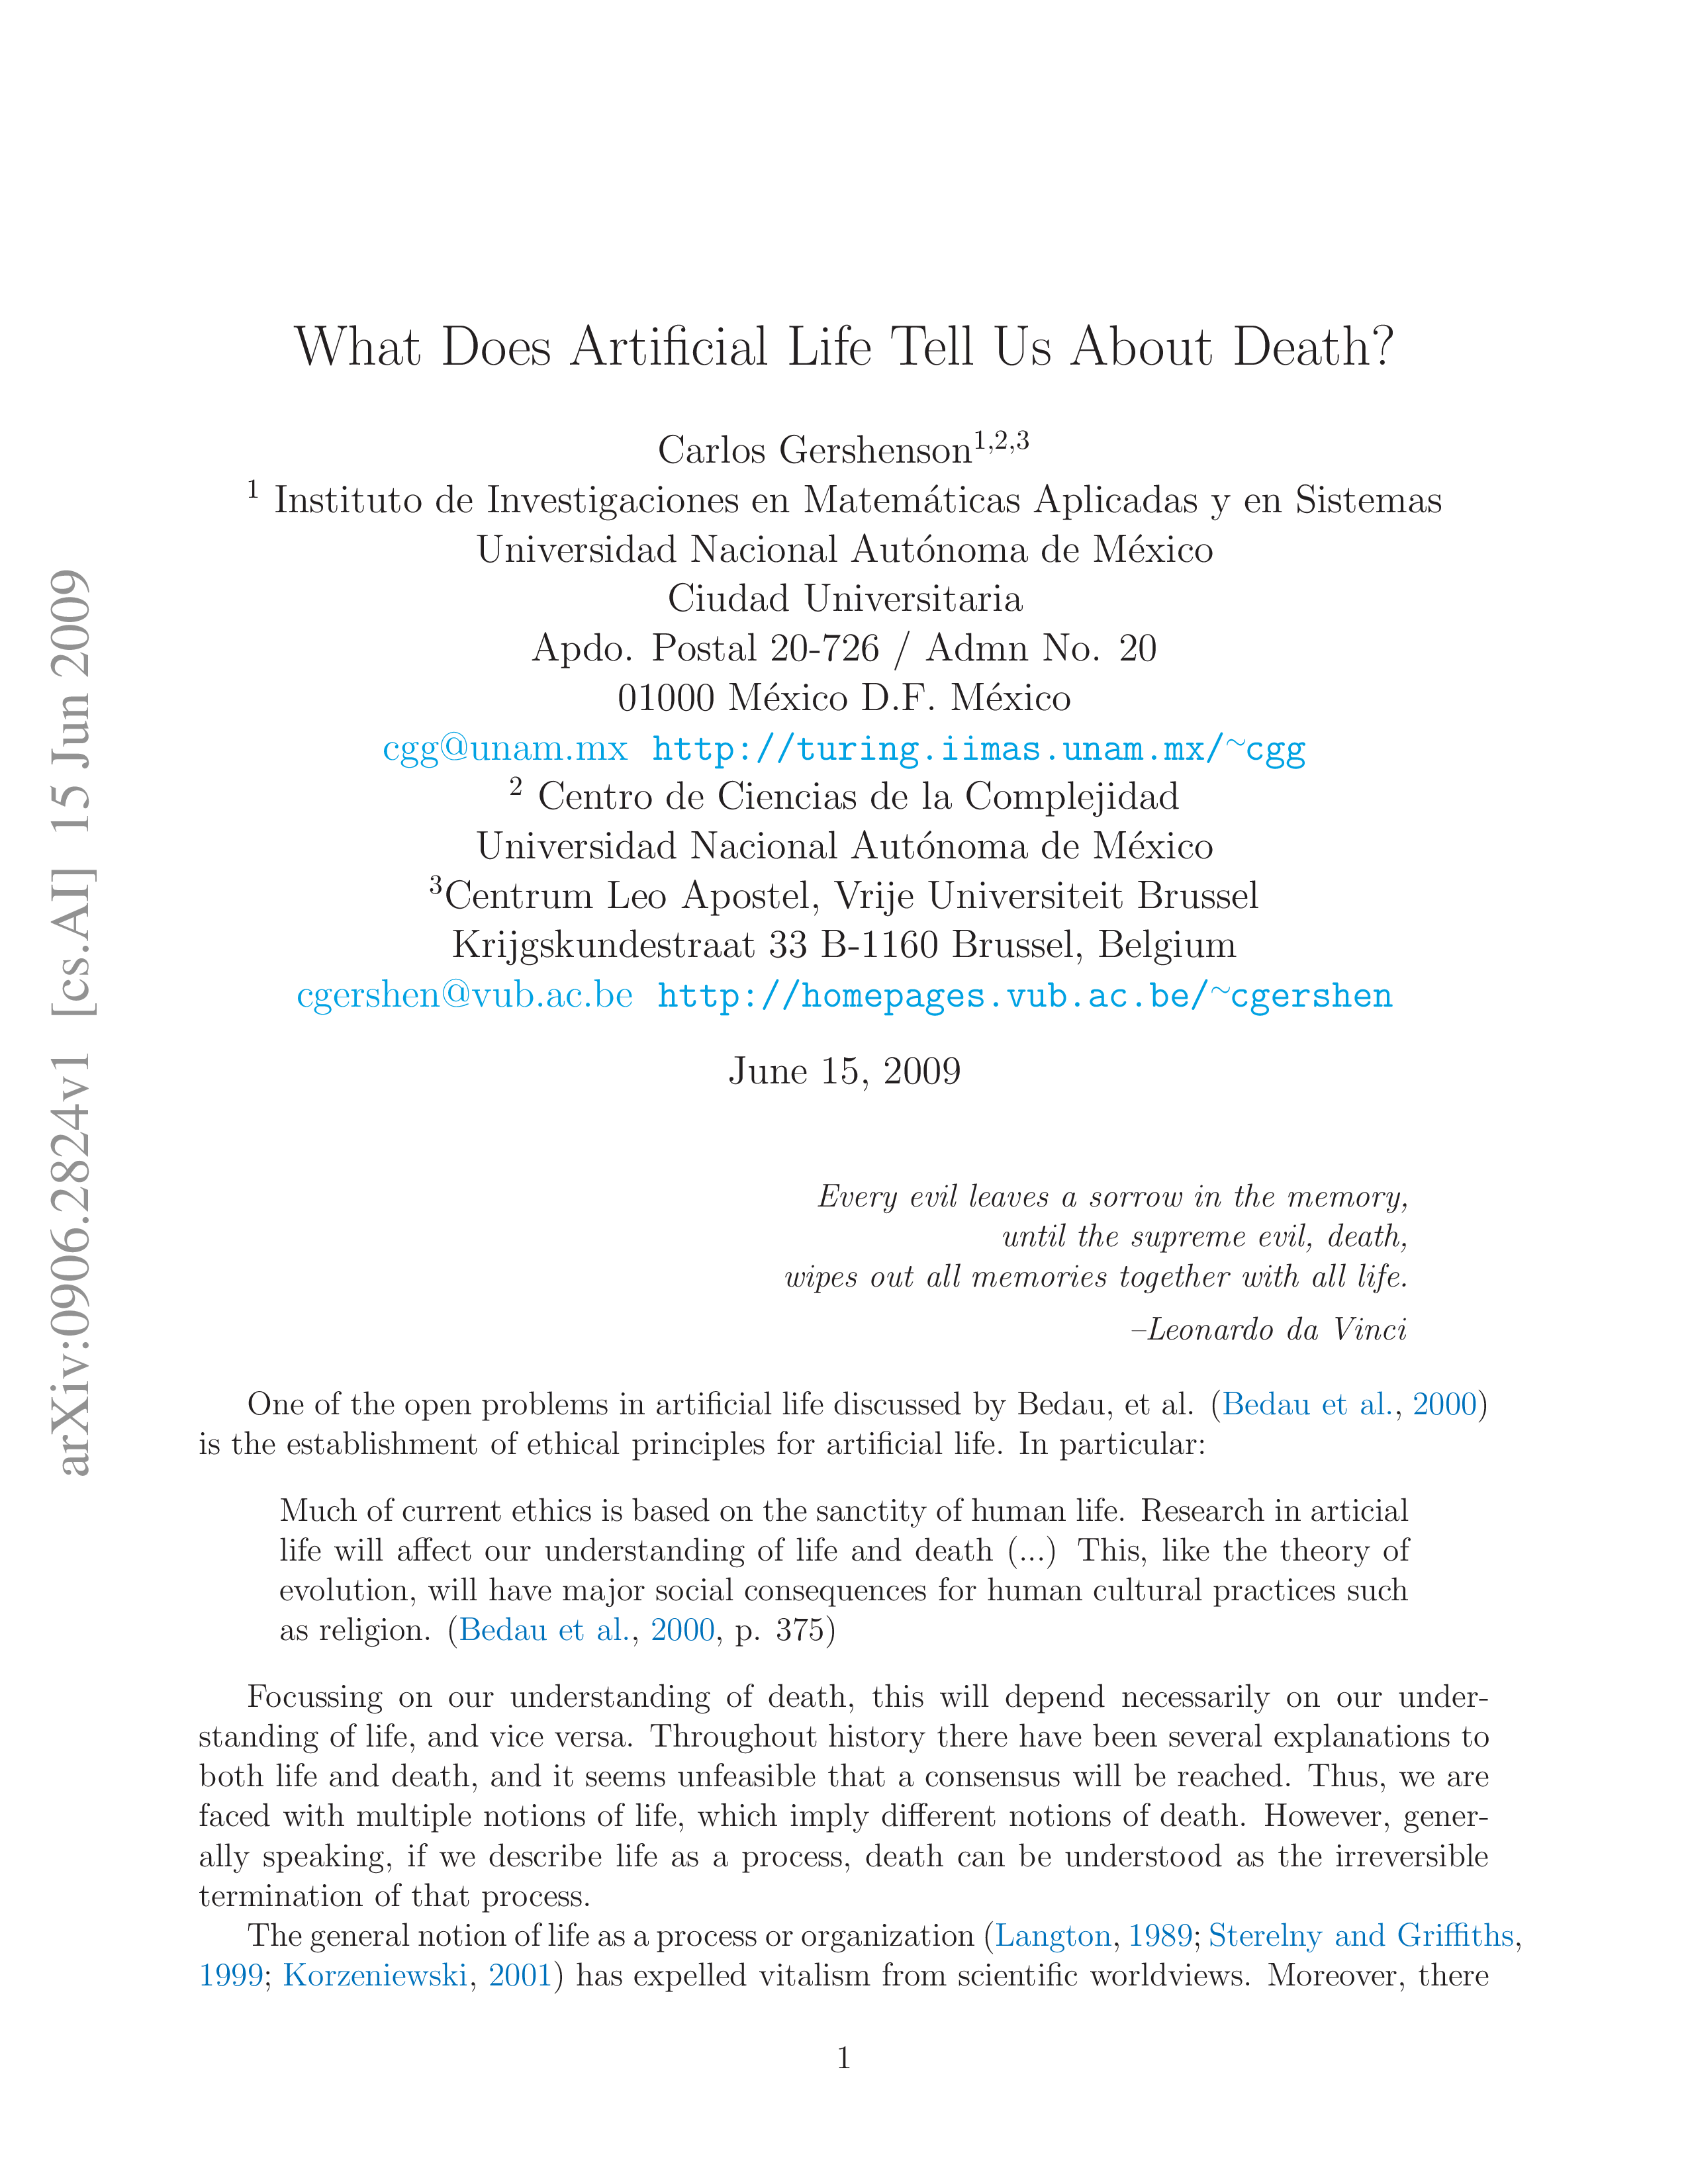 What Does Artificial Life Tell Us About Death?
Carlos Gershenson1,2,3
1 Instituto de Investigaciones en Matemáticas Aplicadas y en Sistemas
Universidad Nacional Autónoma de México
Ciudad Universitaria
Apdo. Postal 20-726 / Admn No. 20
01000 México D.F. México
cgg@unam.mx http://turing.iimas.unam.mx/~cgg
2 Centro de Ciencias de la Complejidad
Universidad Nacional Autónoma de México
3Centrum Leo Apostel, Vrije Universiteit Brussel
Krijgskundestraat 33 B-1160 Brussel, Belgium
cgershen@vub.ac.be http://homepages.vub.ac.be/~cgershen
June 15, 2009
arXiv:0906.2824v1 [cs.AI] 15 Jun 2009
Every evil leaves a sorrow in the memory,
until the supreme evil, death,
wipes out all memories together with all life.
–Leonardo da Vinci
One of the open problems in artificial life discussed by Bedau, et al. (Bedau et al., 2000)
is the establishment of ethical principles for artificial life. In particular:
Much of current ethics is based on the sanctity of human life. Research in articial
life will affect our understanding of life and death (...) This, like the theory of
evolution, will have major social consequences for human cultural practices such
as religion. (Bedau et al., 2000, p. 375)
Focussing on our understanding of death, this will depend necessarily on our under-
standing of life, and vice versa. Throughout history there have been several explanations to
both life and death, and it seems unfeasible that a consensus will be reached. Thus, we are
faced with multiple notions of life, which imply different notions of death. However, gener-
ally speaking, if we describe life as a process, death can be understood as the irreversible
termination of that process.
The general notion of life as a process or organization (Langton, 1989; Sterelny and Griffiths,
1999; Korzeniewski, 2001) has expelled vitalism from scientific worldviews. Moreover, there
1